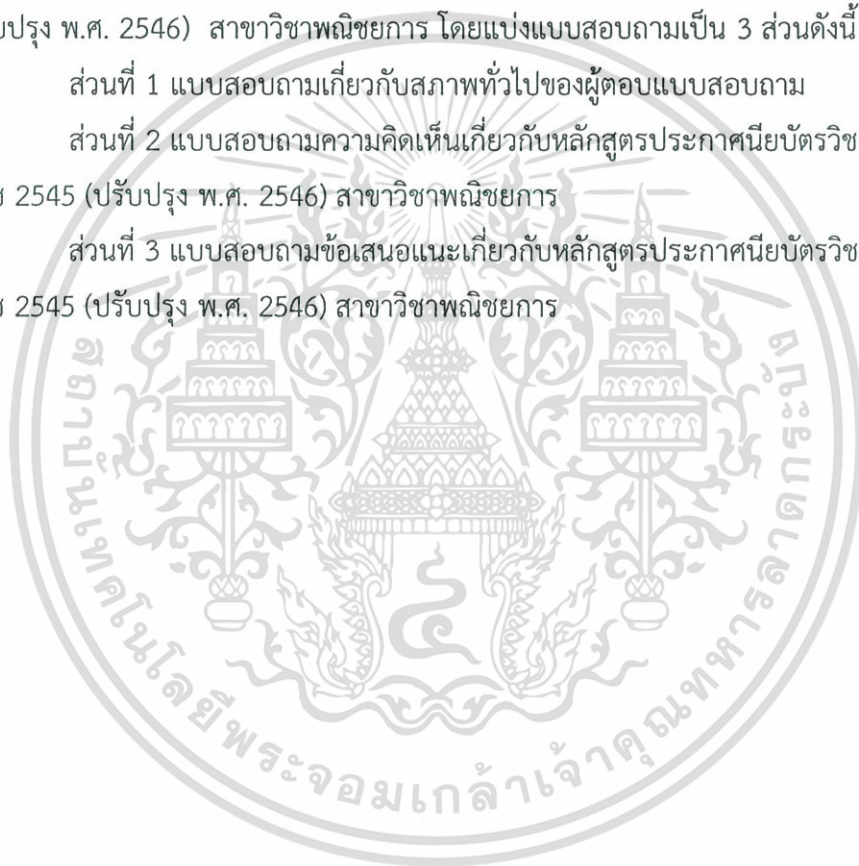 บปรุง พ.ศ. 2546) สาขาวิชาพณิชยการ โดยแบ่งแบบสอบถามเป็น 3 ส่วนดังนี้
ส่วนที่ 1 แบบสอบถามเกี่ยวกับสภาพทั่วไปของผู้ตอบแบบสอบถาม
ส่วนที่ 2 แบบสอบถามความคิดเห็นเกี่ยวกับหลักสูตรประกาศนียบัตรวิช
ช 2545 (ปรับปรุง พ.ศ. 2546) สาขาวิชาพณิชยการ
ส่วนที่ 3 แบบสอบถามข้อเสนอแนะเกี่ยวกับหลักสูตรประกาศนียบัตรวิช
ช 2545 (ปรับปรุง พ.ศ. 2546) สาขาวิชาพณิชยการ
สถาบันเทคโนโลยีพระจอมเกล้าเจ้าคุณทหารลาดกระบัง